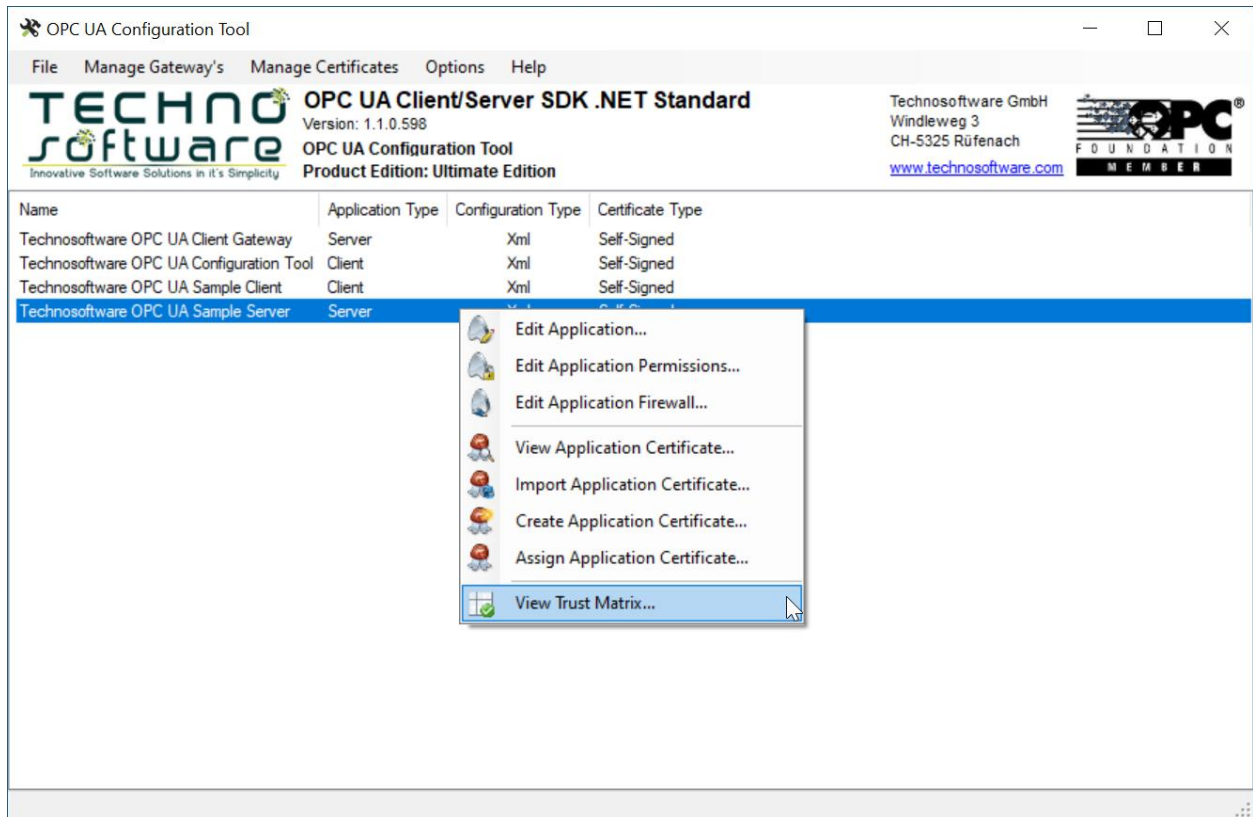 OPC UA Configuration Tool
File Manage Gateway's Manage Certificates Options Help
TECHNO
software
Innovative Software Solutions in it's Simplicity
OPC UA Client/Server SDK .NET Standard
Version: 1.1.0.598
OPC UA Configuration Tool
Product Edition: Ultimate Edition
Technosoftware GmbH
Windleweg 3
CH-5325 Rüfenach
www.technosoftware.com
OPC®
FOUNDATION
MEMBER
Name Application Type Configuration Type Certificate Type
Technosoftware OPC UA Client Gateway Server Xml Self-Signed
Technosoftware OPC UA Configuration Tool Client Xml Self-Signed
Technosoftware OPC UA Sample Client Client Xml Self-Signed
Technosoftware OPC UA Sample Server Server
Edit Application...
Edit Application Permissions...
Edit Application Firewall...
View Application Certificate...
Import Application Certificate...
Create Application Certificate...
Assign Application Certificate...
View Trust Matrix...